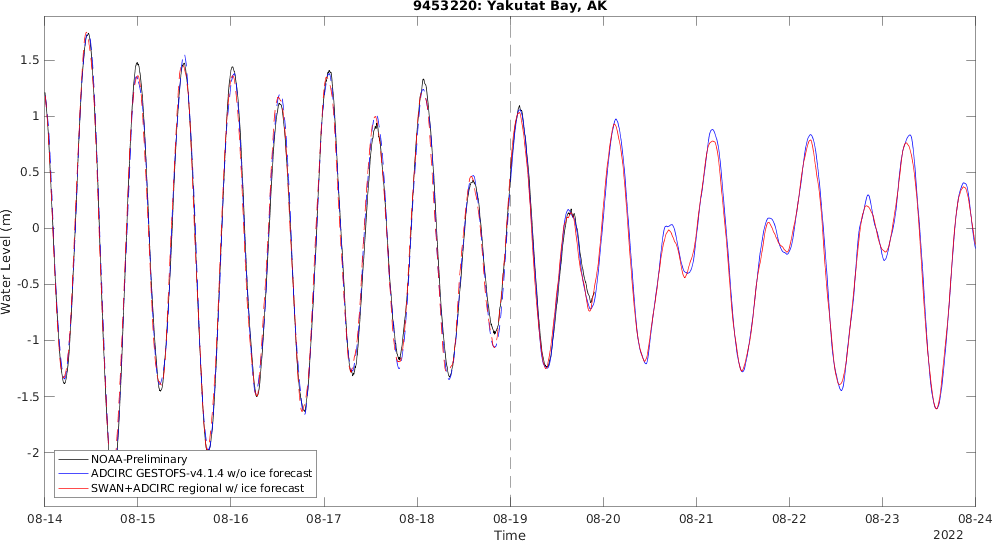 9453220: Yakutat Bay, AK
Water Level (m)
1.5
1
0.5
0
-0.5
-1
-1.5
-2
NOAA-Preliminary
ADCIRC GESTOFS-v4.1.4 w/o ice forecast
SWAN+ADCIRC regional w/ ice forecast
08-14 08-15 08-16 08-17 08-18 08-19 08-20 08-21 08-22 08-23 08-24
Time
2022